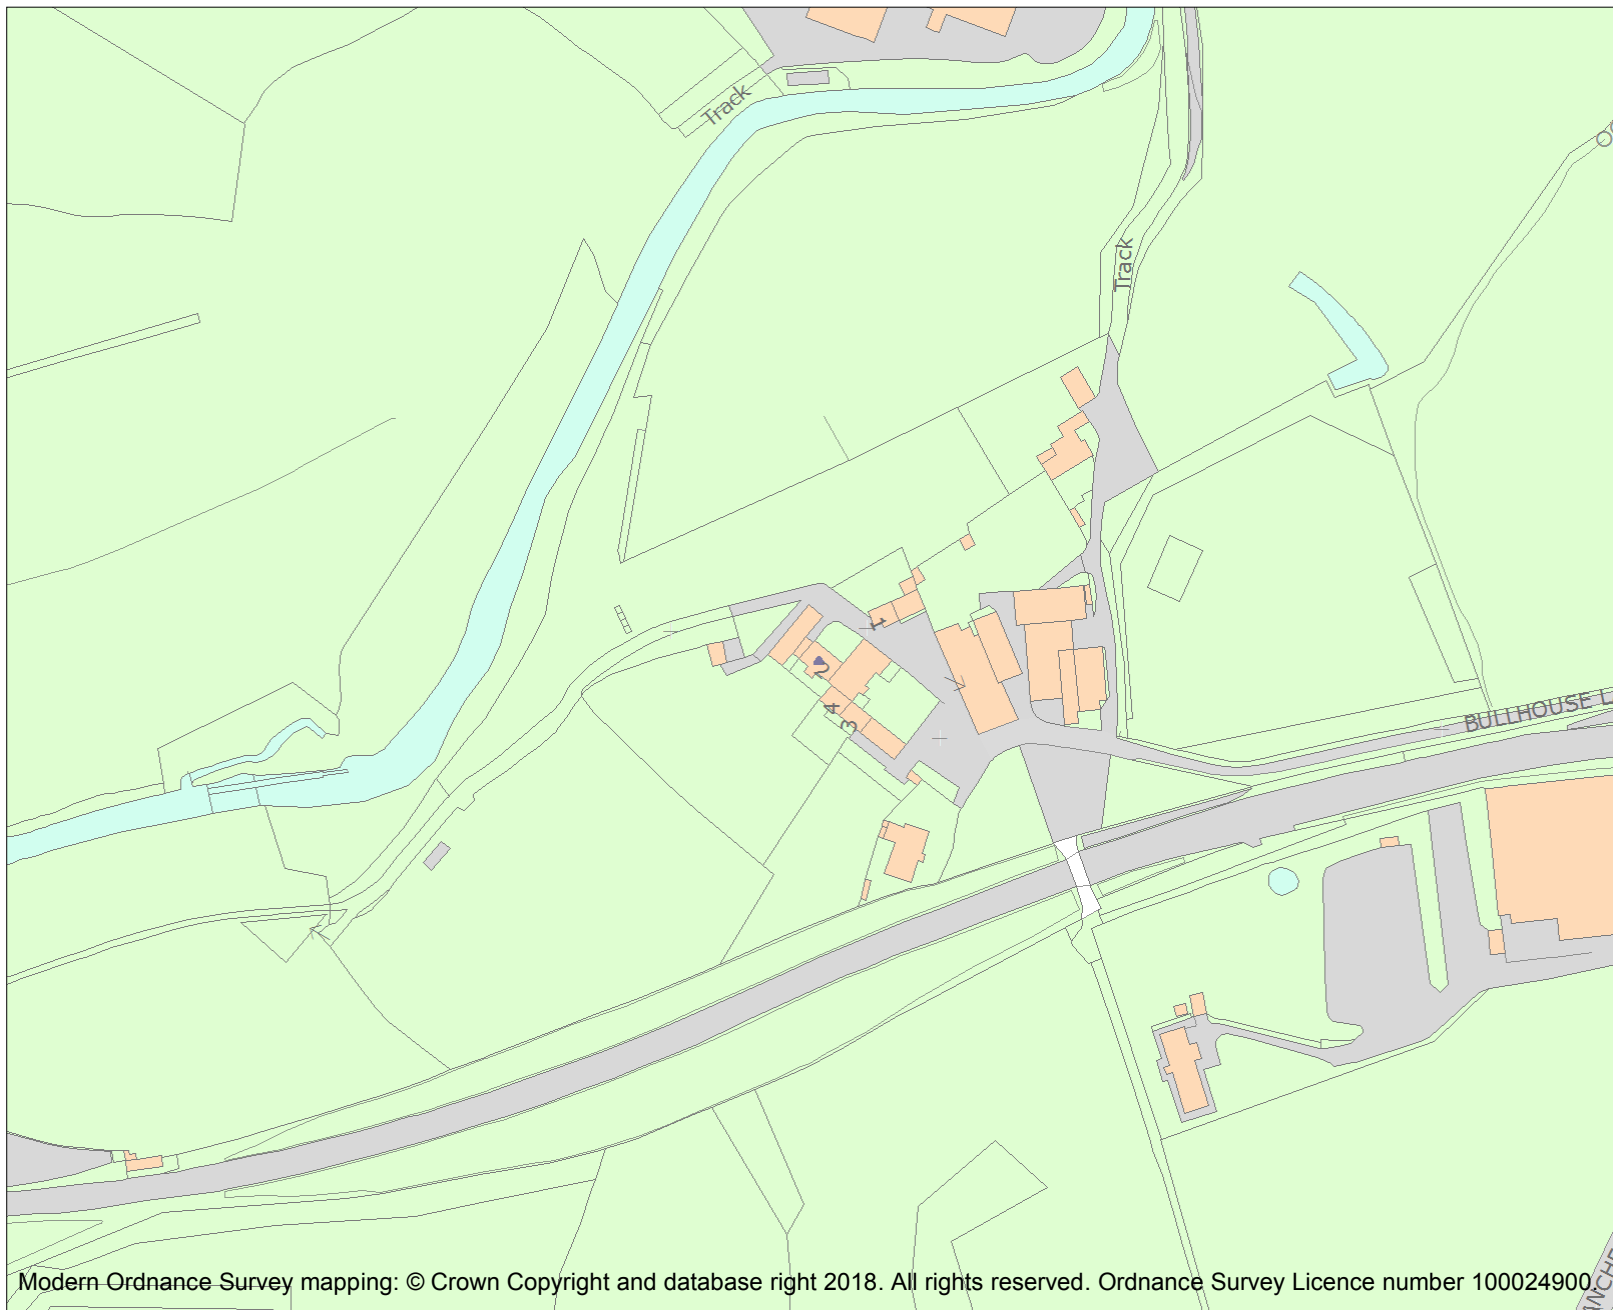 Track
Track
1
2
4
3
BULLHOUSE L
Modern Ordnance Survey mapping: © Crown Copyright and database right 2018. All rights reserved. Ordnance Survey Licence number 100024900.